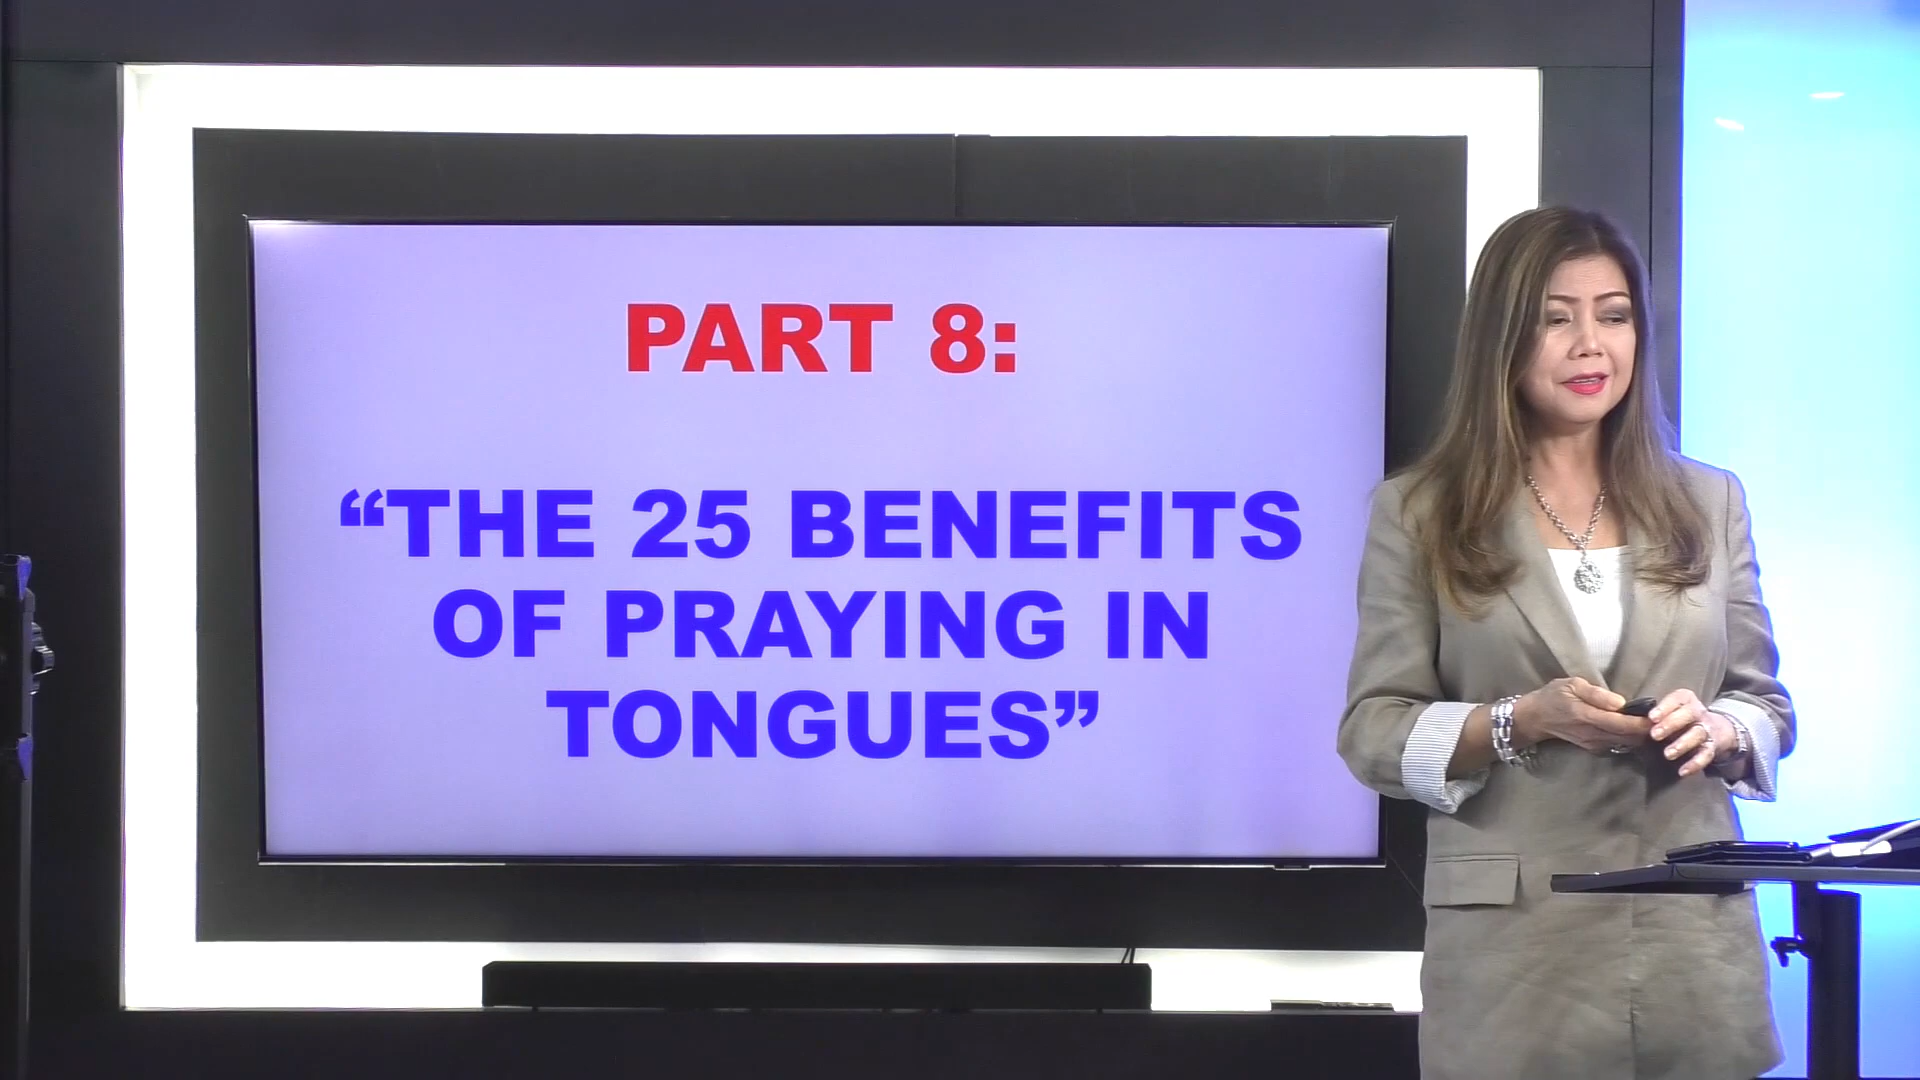 PART 8:
“THE 25 BENEFITS
OF PRAYING IN
TONGUES”